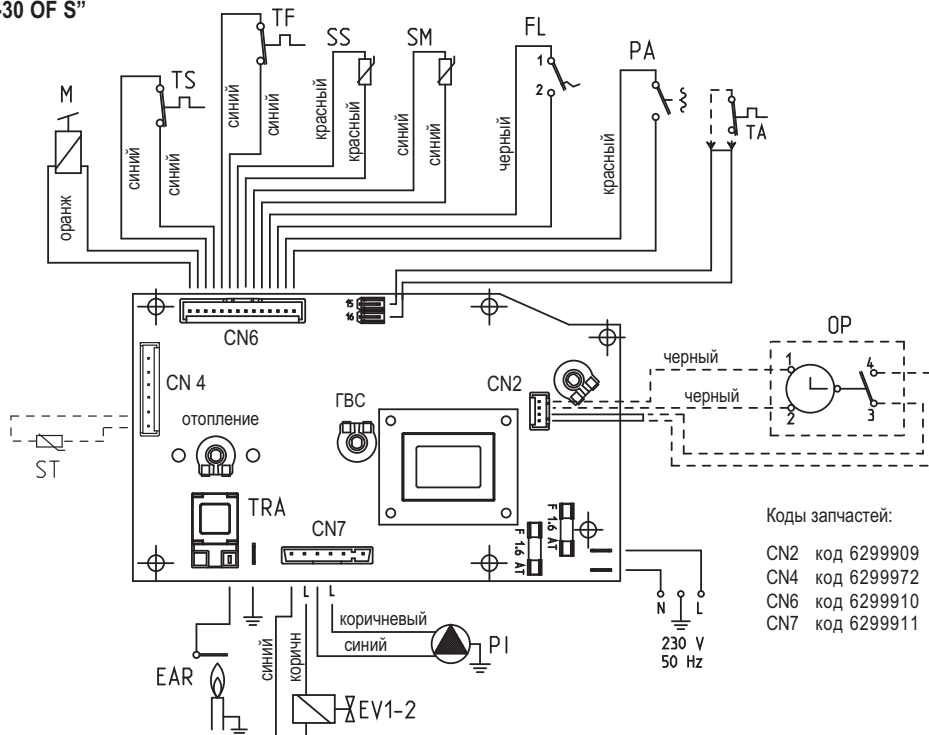 -30 OF S”
M
TS
TF
SS
SM
FL
PA
TA
1
2
оранж
синий
синий
синий
синий
красный
красный
синий
синий
черный
красный
15
16
CN6
CN 4
отопление
ГВС
CN2
ST
TRA
CN7
F 1.6 AT
F 1.6 AT
черный
черный
OP
1
2
4
3
Коды запчастей:
CN2 код 6299909
CN4 код 6299972
CN6 код 6299910
CN7 код 6299911
N
L
230 V
50 Hz
L
L
коричневый
синий
PI
синий
коричн
EAR
EV1-2